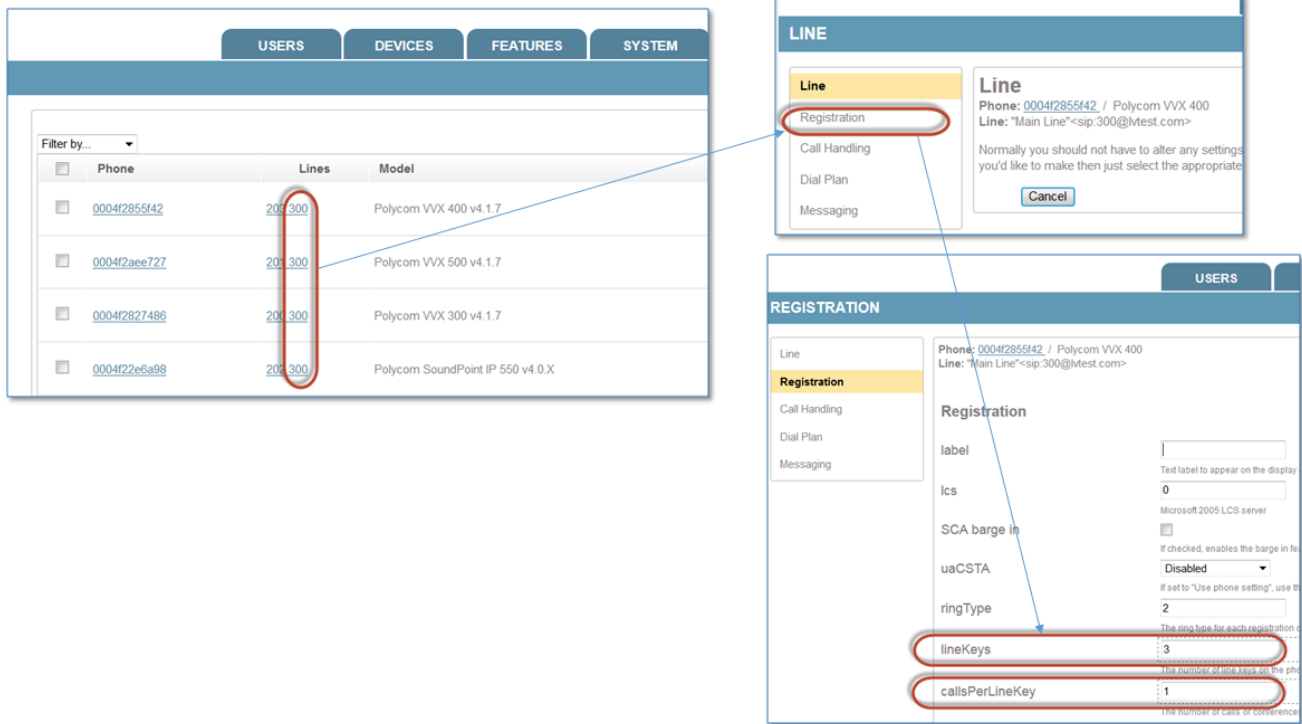 USERS DEVICES FEATURES SYSTEM
Filter by...
Phone Lines Model
0004f2855f42 203 300 Polycom VVX 400 v4.1.7
0004f2aee727 201 300 Polycom VVX 500 v4.1.7
0004f2827486 200 300 Polycom VVX 300 v4.1.7
0004f22e6a98 202 300 Polycom SoundPoint IP 550 v4.0.X
LINE
Line
Registration
Call Handling
Dial Plan
Messaging
Line
Phone: 0004f2855f42 / Polycom VVX 400
Line: "Main Line"<sip:300@lvtest.com>
Normally you should not have to alter any settings
you'd like to make then just select the appropriate
Cancel
USERS
REGISTRATION
Line
Registration
Call Handling
Dial Plan
Messaging
Phone: 0004f2855f42 / Polycom VVX 400
Line: "Main Line"<sip:300@lvtest.com>
Registration
label
Text label to appear on the display
lcs 0
Microsoft 2005 LCS server
SCA barge in
If checked, enables the barge in
uaCSTA Disabled
If set to "Use phone setting", use
ringType 2
The ring type for each registration
lineKeys 3
The number of line keys on the
callsPerLineKey 1
The number of calls or conference